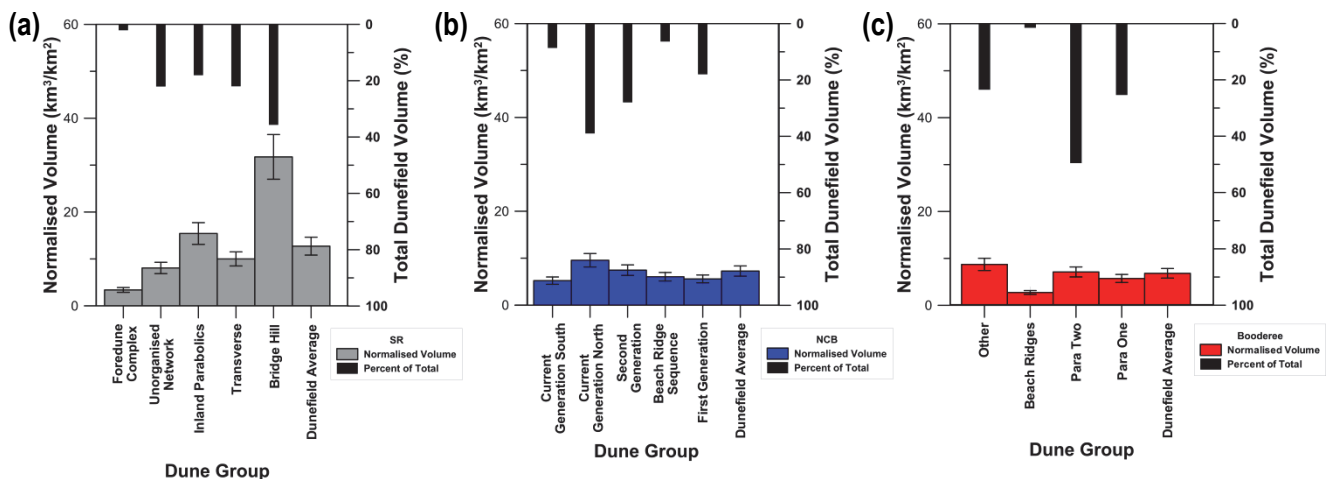 (a)
Normalised Volume (km³/km²)
60
40
20
0
Total Dunefield Volume (%)
0
20
40
60
80
100
Foredune
Complex
Unorganised
Network
Inland Parabolics
Transverse
Bridge Hill
Dunefield Average
SR
Normalised Volume
Percent of Total
Dune Group
(b)
Normalised Volume (km³/km²)
60
40
20
0
Total Dunefield Volume (%)
0
20
40
60
80
100
Current
Generation South
Current
Generation North
Second
Generation
Beach Ridge
Sequence
First Generation
Dunefield Average
NCB
Normalised Volume
Percent of Total
Dune Group
(c)
Normalised Volume (km³/km²)
60
40
20
0
Total Dunefield Volume (%)
0
20
40
60
80
100
Other
Beach Ridges
Para Two
Para One
Dunefield Average
Booderee
Normalised Volume
Percent of Total
Dune Group